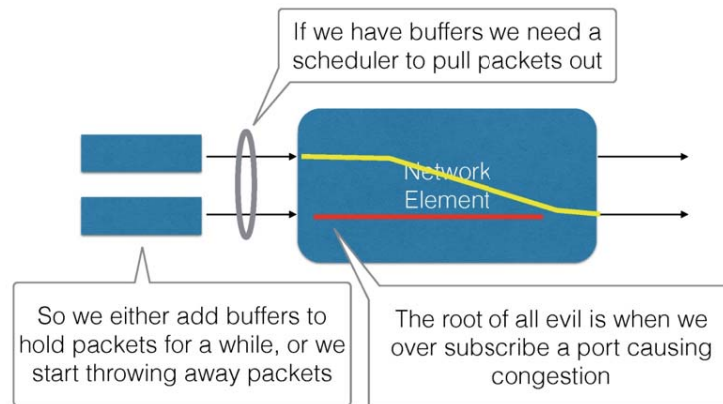 If we have buffers we need a
scheduler to pull packets out
Network
Element
So we either add buffers to
hold packets for a while, or we
start throwing away packets
The root of all evil is when we
over subscribe a port causing
congestion